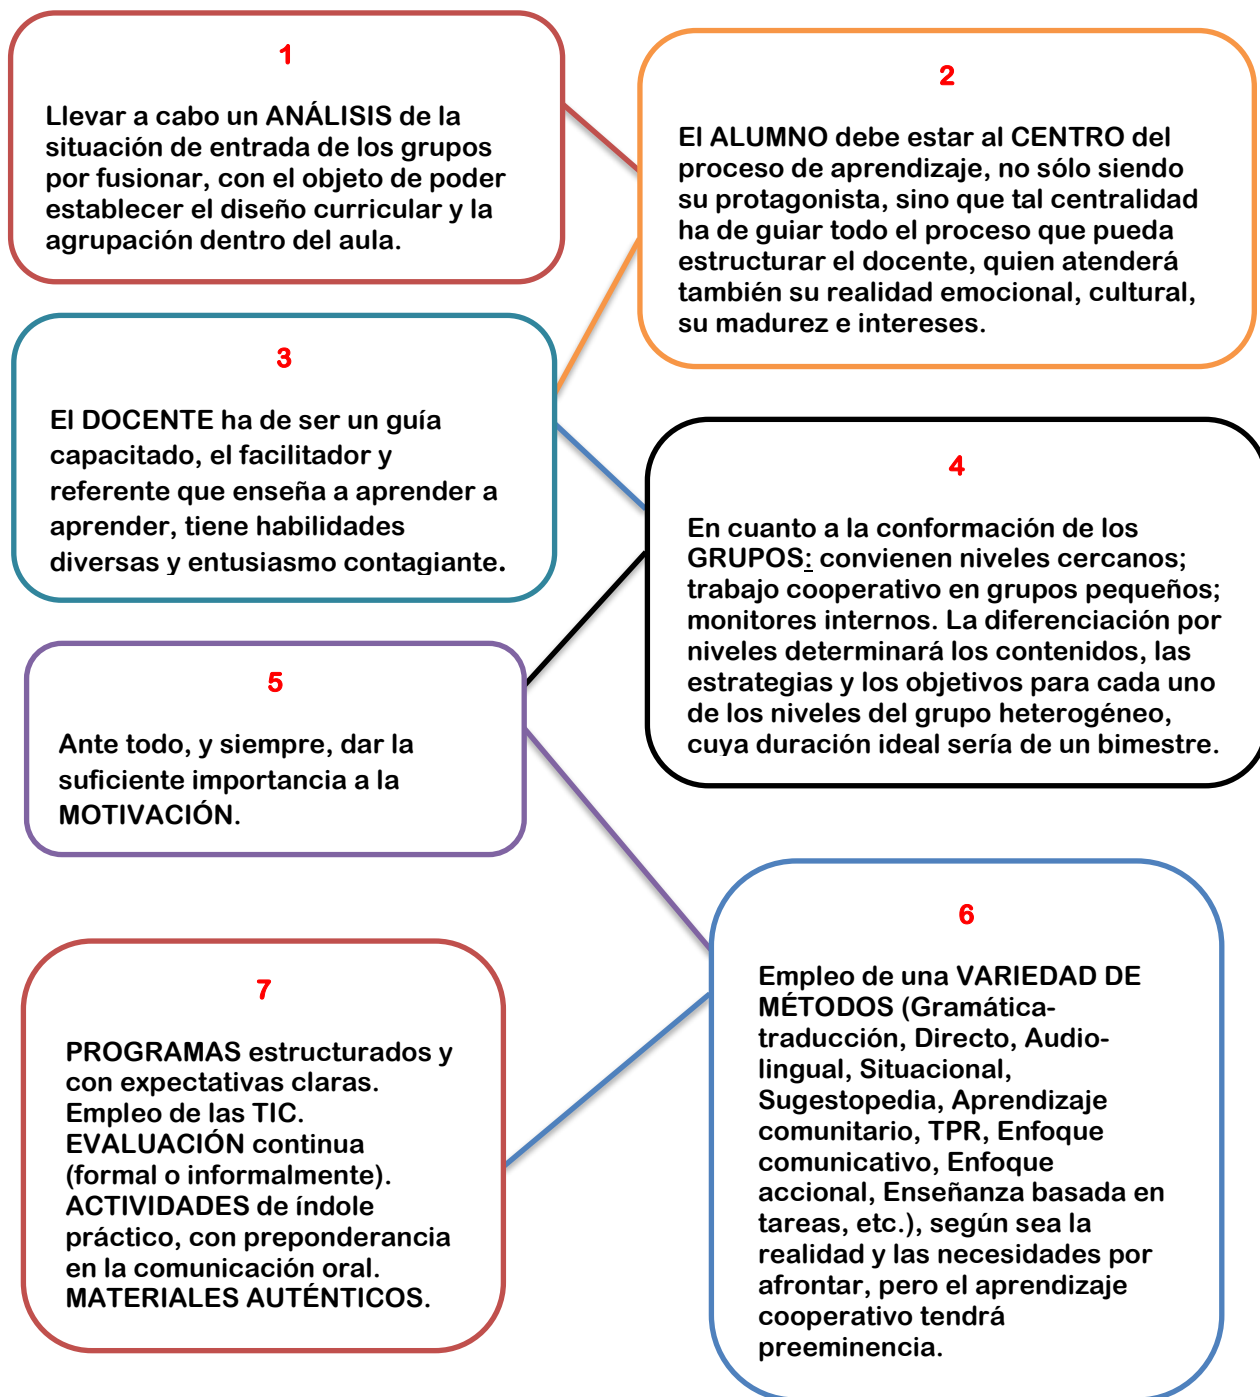 1
Llevar a cabo un ANÁLISIS de la
situación de entrada de los grupos
por fusionar, con el objeto de poder
establecer el diseño curricular y la
agrupación dentro del aula.
2
El ALUMNO debe estar al CENTRO del
proceso de aprendizaje, no sólo siendo
su protagonista, sino que tal centralidad
ha de guiar todo el proceso que pueda
estructurar el docente, quien atenderá
también su realidad emocional, cultural,
su madurez e intereses.
3
El DOCENTE ha de ser un guía
capacitado, el facilitador y
referente que enseña a aprender a
aprender, tiene habilidades
diversas y entusiasmo contagiante.
4
En cuanto a la conformación de los
GRUPOS: convienen niveles cercanos;
trabajo cooperativo en grupos pequeños;
monitores internos. La diferenciación por
niveles determinará los contenidos, las
estrategias y los objetivos para cada uno
de los niveles del grupo heterogéneo,
cuya duración ideal sería de un bimestre.
5
Ante todo, y siempre, dar la
suficiente importancia a la
MOTIVACIÓN.
6
Empleo de una VARIEDAD DE
MÉTODOS (Gramática-
traducción, Directo, Audio-
lingual, Situacional,
Sugestopedia, Aprendizaje
comunitario, TPR, Enfoque
comunicativo, Enfoque
accional, Enseñanza basada en
tareas, etc.), según sea la
realidad y las necesidades por
afrontar, pero el aprendizaje
cooperativo tendrá
preeminencia.
7
PROGRAMAS estructurados y
con expectativas claras.
Empleo de las TIC.
EVALUACIÓN continua
(formal o informalmente).
ACTIVIDADES de índole
práctico, con preponderancia
en la comunicación oral.
MATERIALES AUTÉNTICOS.